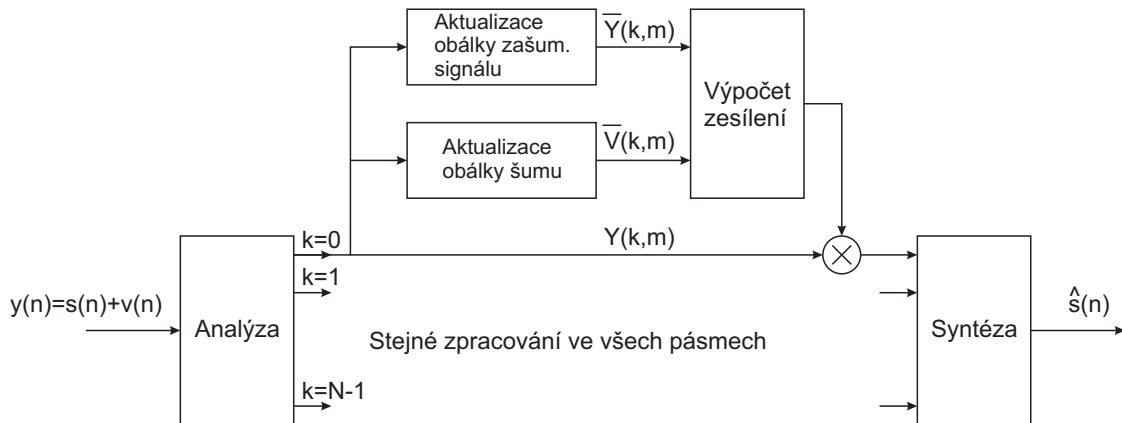 Aktualizace
obálky zašum.
signálu
Y(k,m)
Výpočet
zesílení
Aktualizace
obálky šumu
V(k,m)
k=0
Y(k,m)
k=1
y(n)=s(n)+v(n)
Analýza
Stejné zpracování ve všech pásmech
Syntéza
ŝ(n)
k=N-1